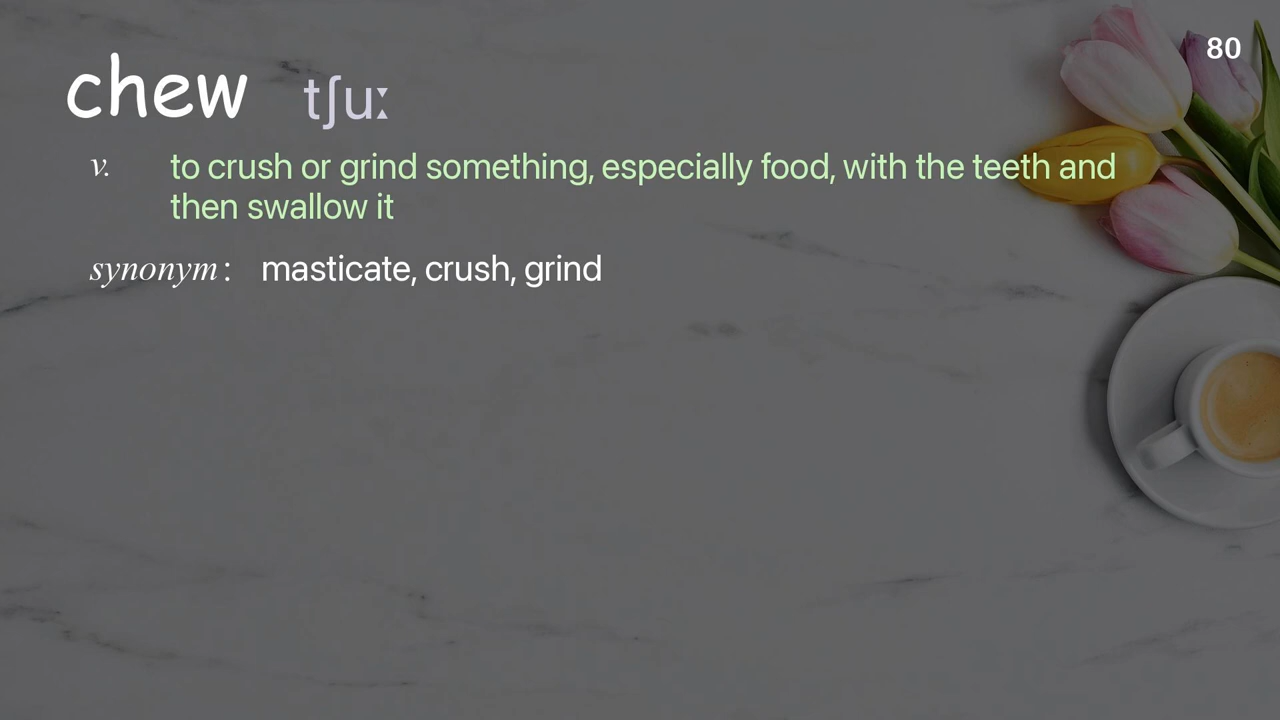 80
chew tʃuː
v. to crush or grind something, especially food, with the teeth and
then swallow it
synonym: masticate, crush, grind